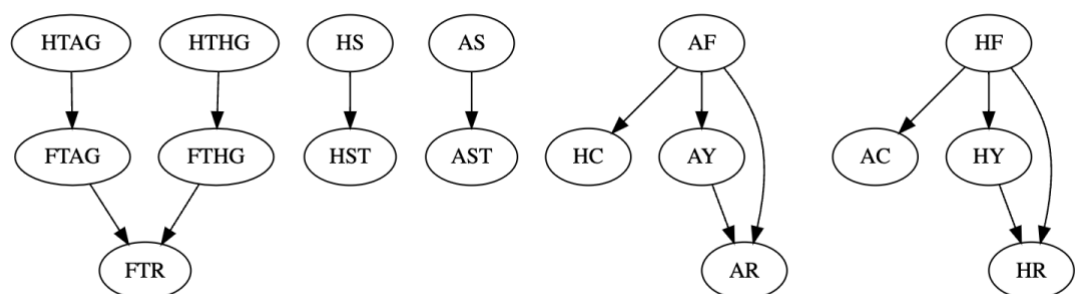 HTAG HTHG HS AS AF HF
FTAG FTHG HST AST HC AY AC HY
FTR AR HR